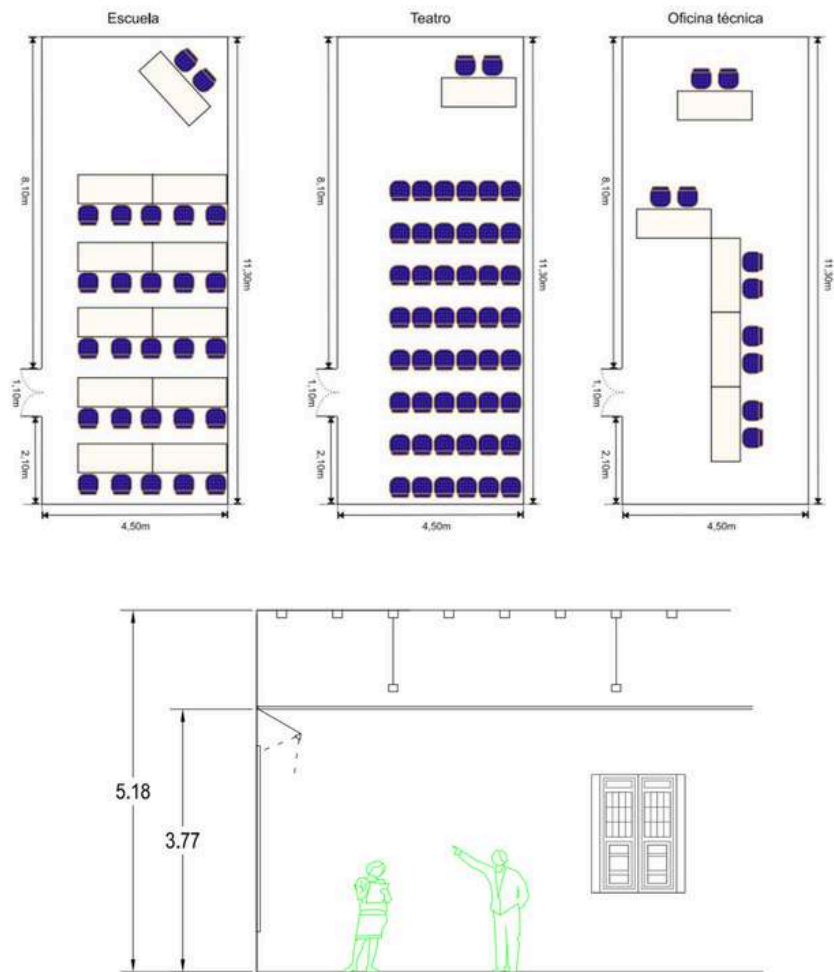 Escuela
Teatro
Oficina técnica
8,10m
11,30m
1,10m
2,10m
4,50m
8,10m
11,30m
1,10m
2,10m
4,50m
8,10m
11,30m
1,10m
2,10m
4,50m
5.18
3.77